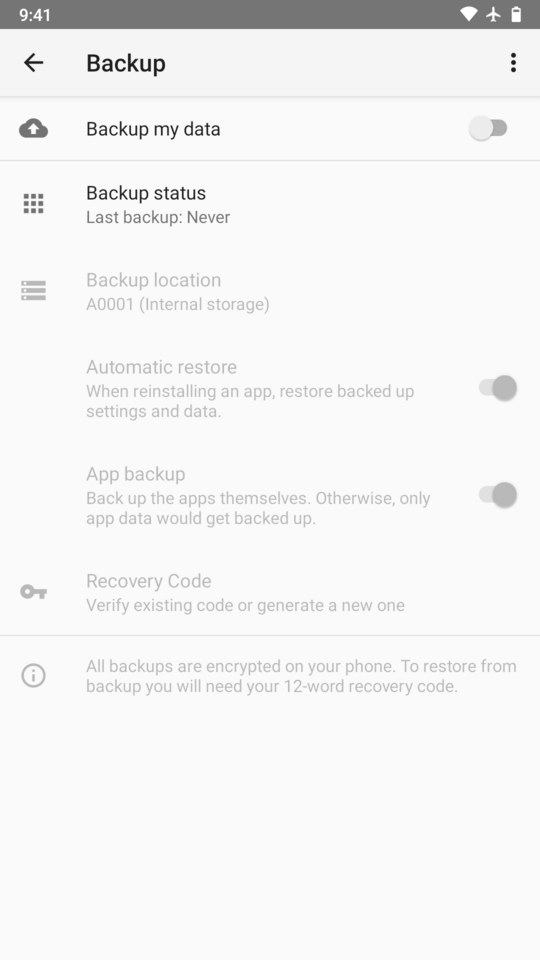 9:41
Backup
Backup my data
Backup status
Last backup: Never
Backup location
A0001 (Internal storage)
Automatic restore
When reinstalling an app, restore backed up
settings and data.
App backup
Back up the apps themselves. Otherwise, only
app data would get backed up.
Recovery Code
Verify existing code or generate a new one
All backups are encrypted on your phone. To restore from
backup you will need your 12-word recovery code.